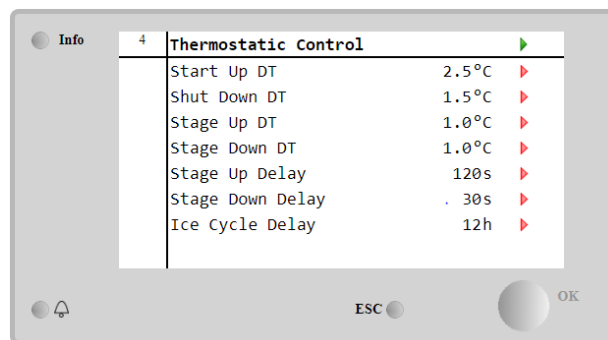 Info
4 Thermostatic Control
Start Up DT 2.5°C
Shut Down DT 1.5°C
Stage Up DT 1.0°C
Stage Down DT 1.0°C
Stage Up Delay 120s
Stage Down Delay . 30s
Ice Cycle Delay 12h
ESC
OK